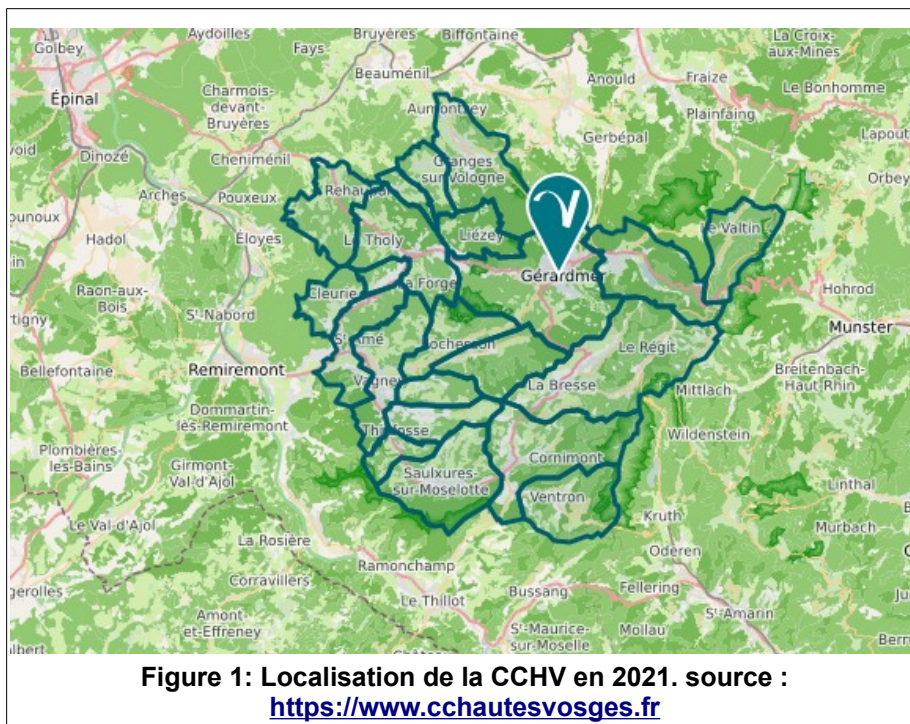 Aydoilles
Bruyères
Biffontaine
La Croix-
aux-Mines
Golbey
Fays
Beauménil
Anould
Fraize
Le Bonhomme
Épinal
Charmois-
devant-
Bruyères
Aumontzey
Plainfaing
Gerbépal
Lapout
Dinozé
Cheniménil
Granges
sur-Vologne
Orbey
Arches
Pouxeux
Rehaupal
Le Valtin
ounoux
Hadol
Éloyes
Le Tholy
Liézey
Gérardmer
Raon-aux-
Bois
Cleurie
La Forge
Hohrod
rtigny
St-Nabord
Munster
St-Amé
Rochesson
Le Régit
Bellefontaine
Remiremont
Vagney
La Bresse
Breitenbach-
Haut-Rhin
Mittlach
Dommartin-
lès-Remiremont
Thiéfosse
Wildenstein
Plombières-
les-Bains
Girmont-
Val-d'Ajol
Saulxures-
sur-Moselotte
Cornimont
Ventron
Linthal
Le Val-d'Ajol
Kruth
Murbach
La Rosière
Oderen
Ramonchamp
gerolles
Corravillers
Le Thillot
Bussang
Fellering
St-Amarin
Amont-
et-Effreney
St-Maurice-
sur-Moselle
Mollau
Bern
Figure 1: Localisation de la CCHV en 2021. source :
https://www.cchautesvosges.fr